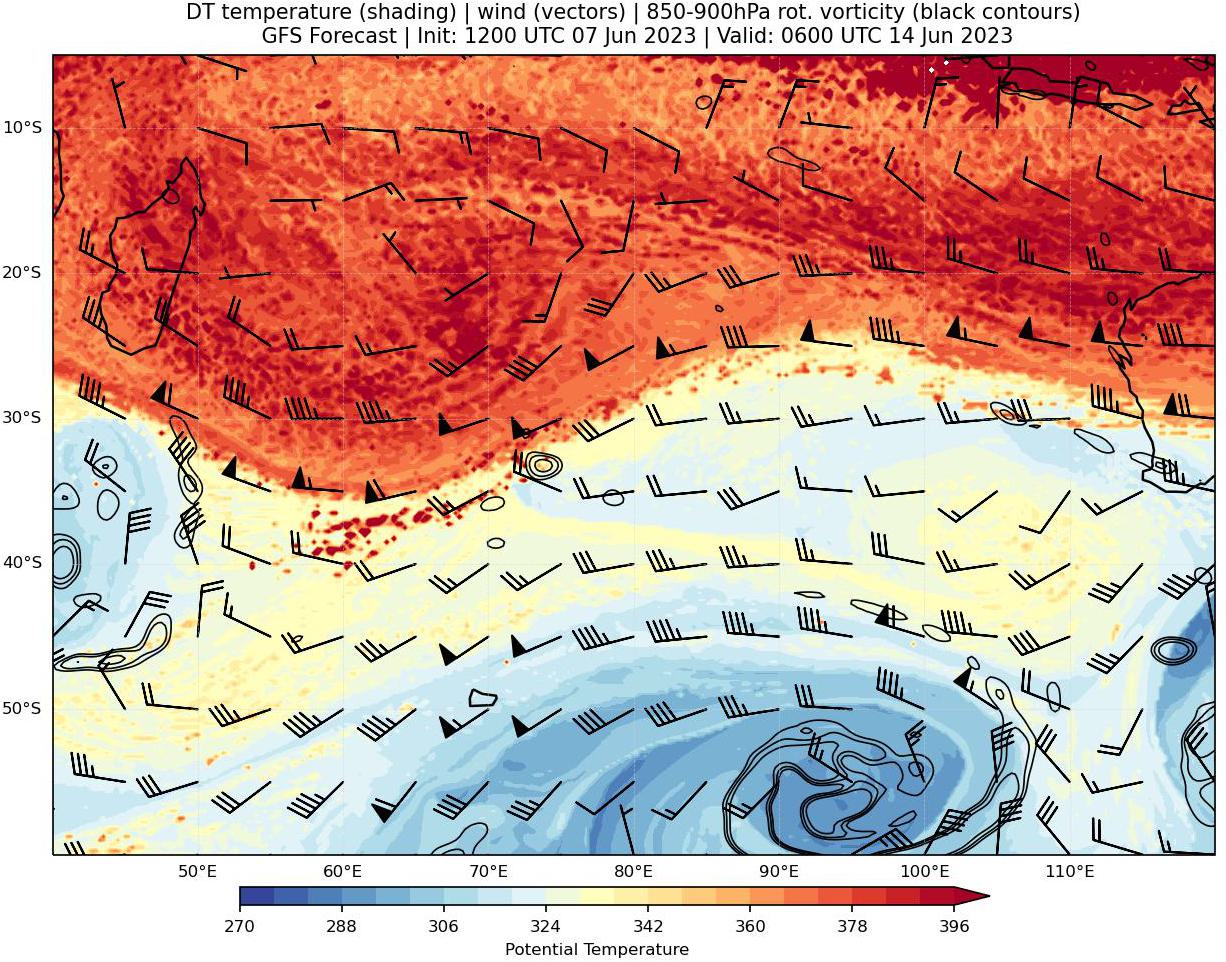 DT temperature (shading) | wind (vectors) | 850-900hPa rot. vorticity (black contours)
GFS Forecast | Init: 1200 UTC 07 Jun 2023 | Valid: 0600 UTC 14 Jun 2023
10°S
20°S
30°S
40°S
50°S
50°E 60°E 70°E 80°E 90°E 100°E 110°E
270 288 306 324 342 360 378 396
Potential Temperature